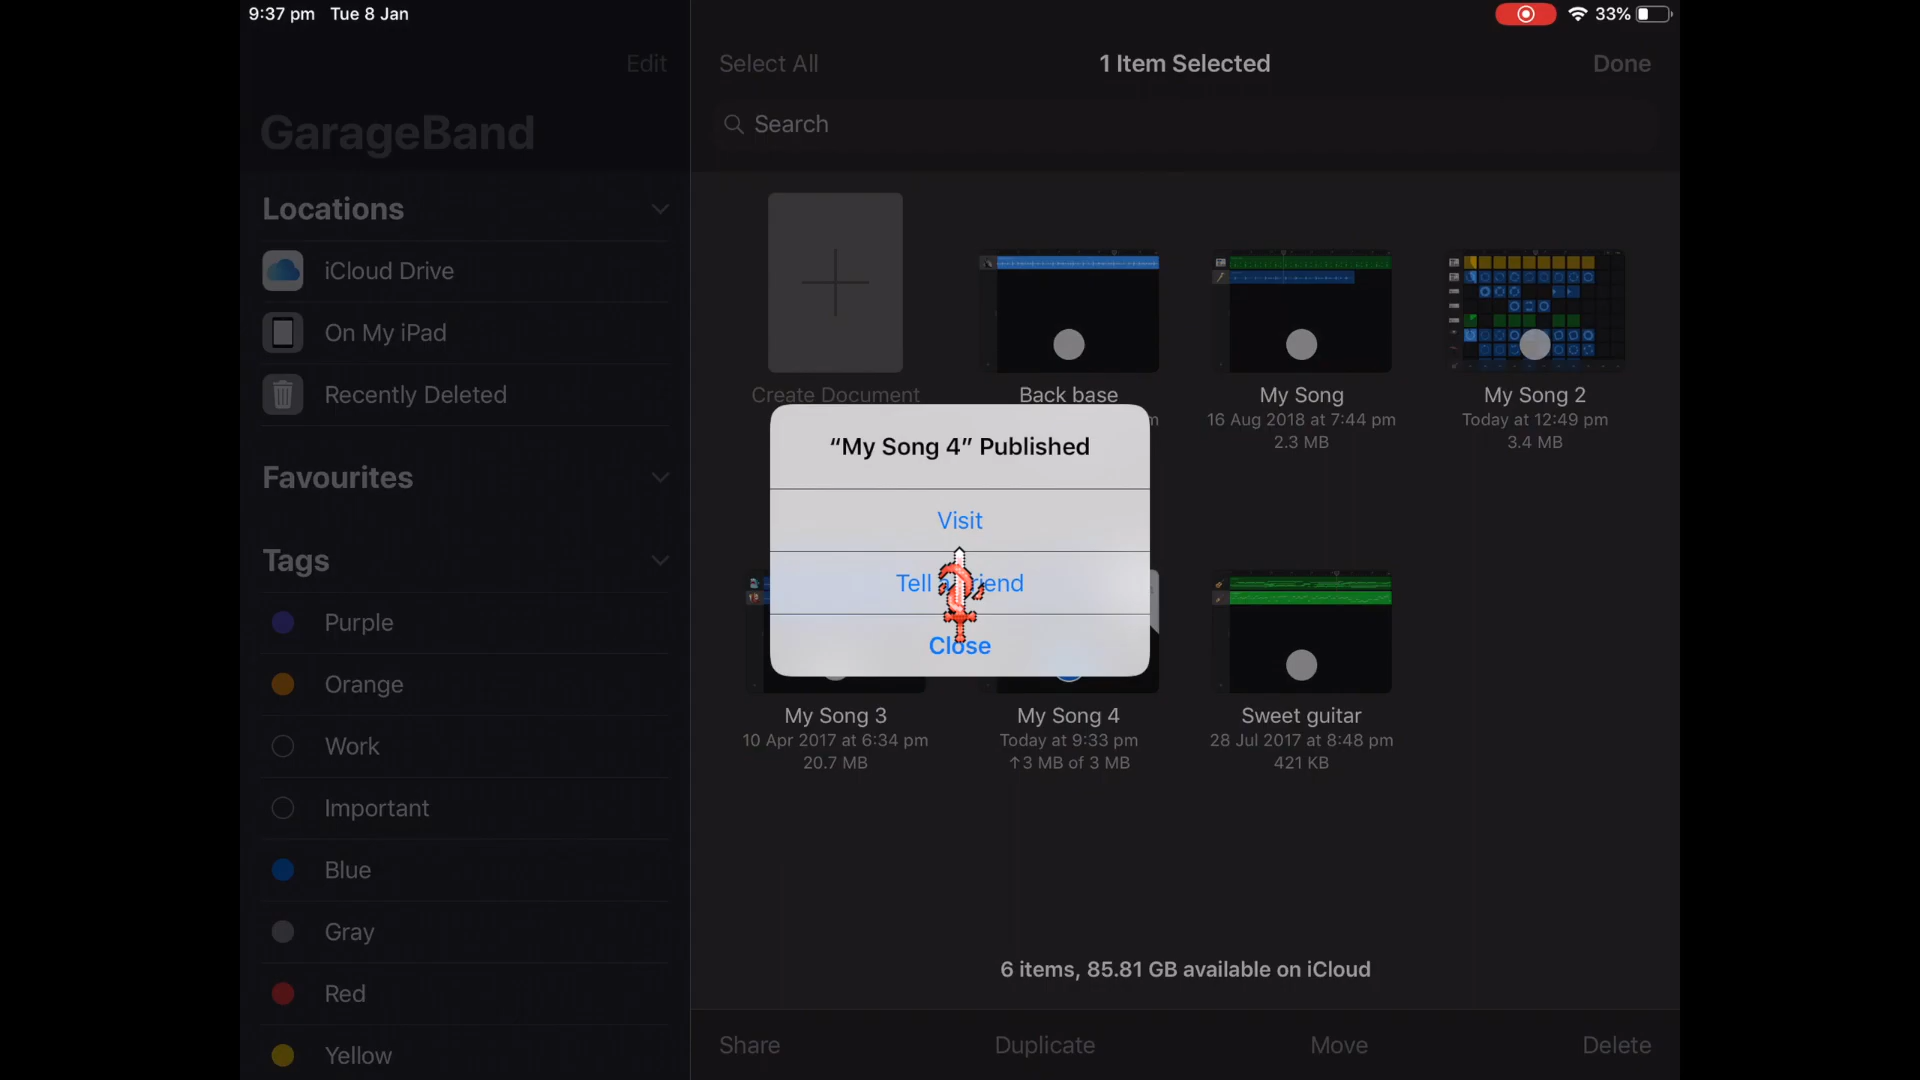 9:37 pm Tue 8 Jan
33%
Edit
GarageBand
Locations
iCloud Drive
On My iPad
Recently Deleted
Favourites
Tags
Purple
Orange
Work
Important
Blue
Gray
Red
Yellow
Select All
1 Item Selected
Done
Search
Create Document
Back base
m
My Song
16 Aug 2018 at 7:44 pm
2.3 MB
My Song 2
Today at 12:49 pm
3.4 MB
“My Song 4” Published
Visit
Tell a Friend
Close
My Song 3
10 Apr 2017 at 6:34 pm
20.7 MB
My Song 4
Today at 9:33 pm
↑3 MB of 3 MB
Sweet guitar
28 Jul 2017 at 8:48 pm
421 KB
6 items, 85.81 GB available on iCloud
Share
Duplicate
Move
Delete